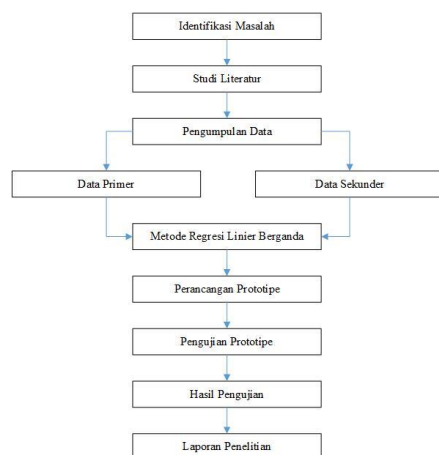 Identifikasi Masalah
Studi Literatur
Pengumpulan Data
Data Primer
Data Sekunder
Metode Regresi Linier Berganda
Perancangan Prototipe
Pengujian Prototipe
Hasil Pengujian
Laporan Penelitian